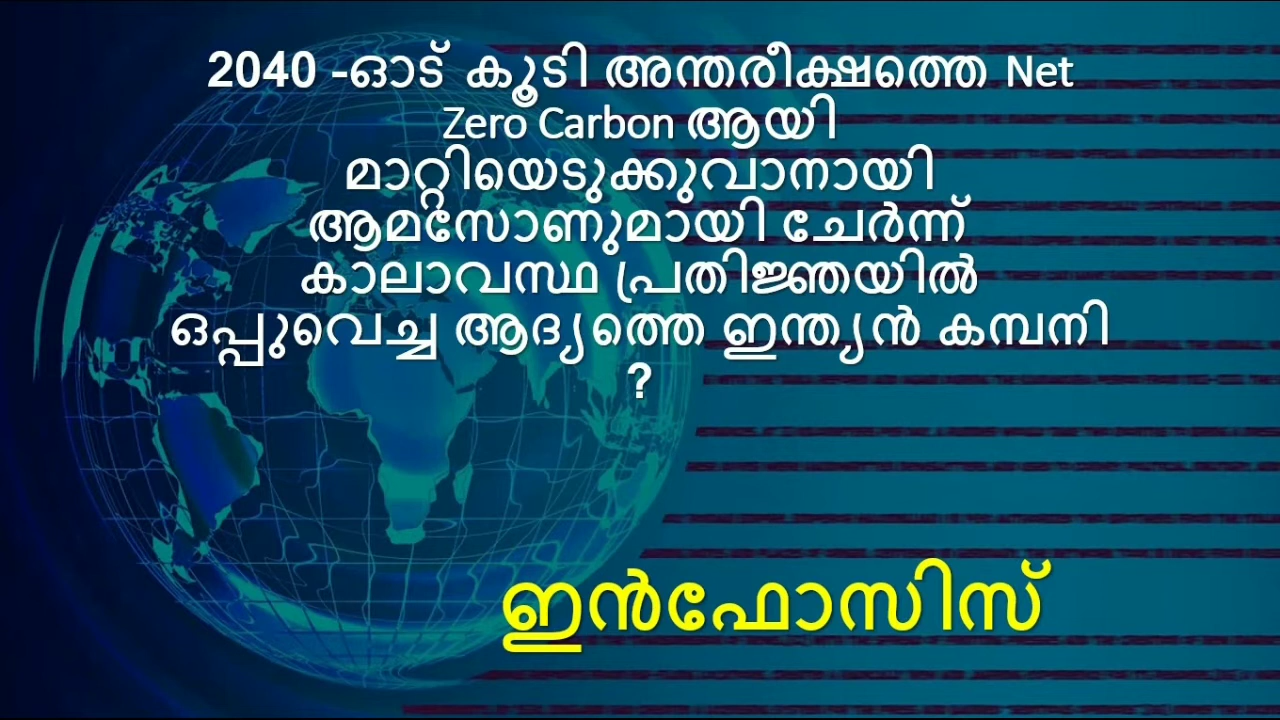 2040 -ഓട് കൂടി അന്തരീക്ഷത്തെ Net
Zero Carbon ആയി
മാറ്റിയെടുക്കുവാനായി
ആമസോണുമായി ചേർന്ന്
കാലാവസ്ഥ പ്രതിജ്ഞയിൽ
ഒപ്പുവെച്ച ആദ്യത്തെ ഇന്ത്യൻ കമ്പനി
?
ഇൻഫോസിസ്